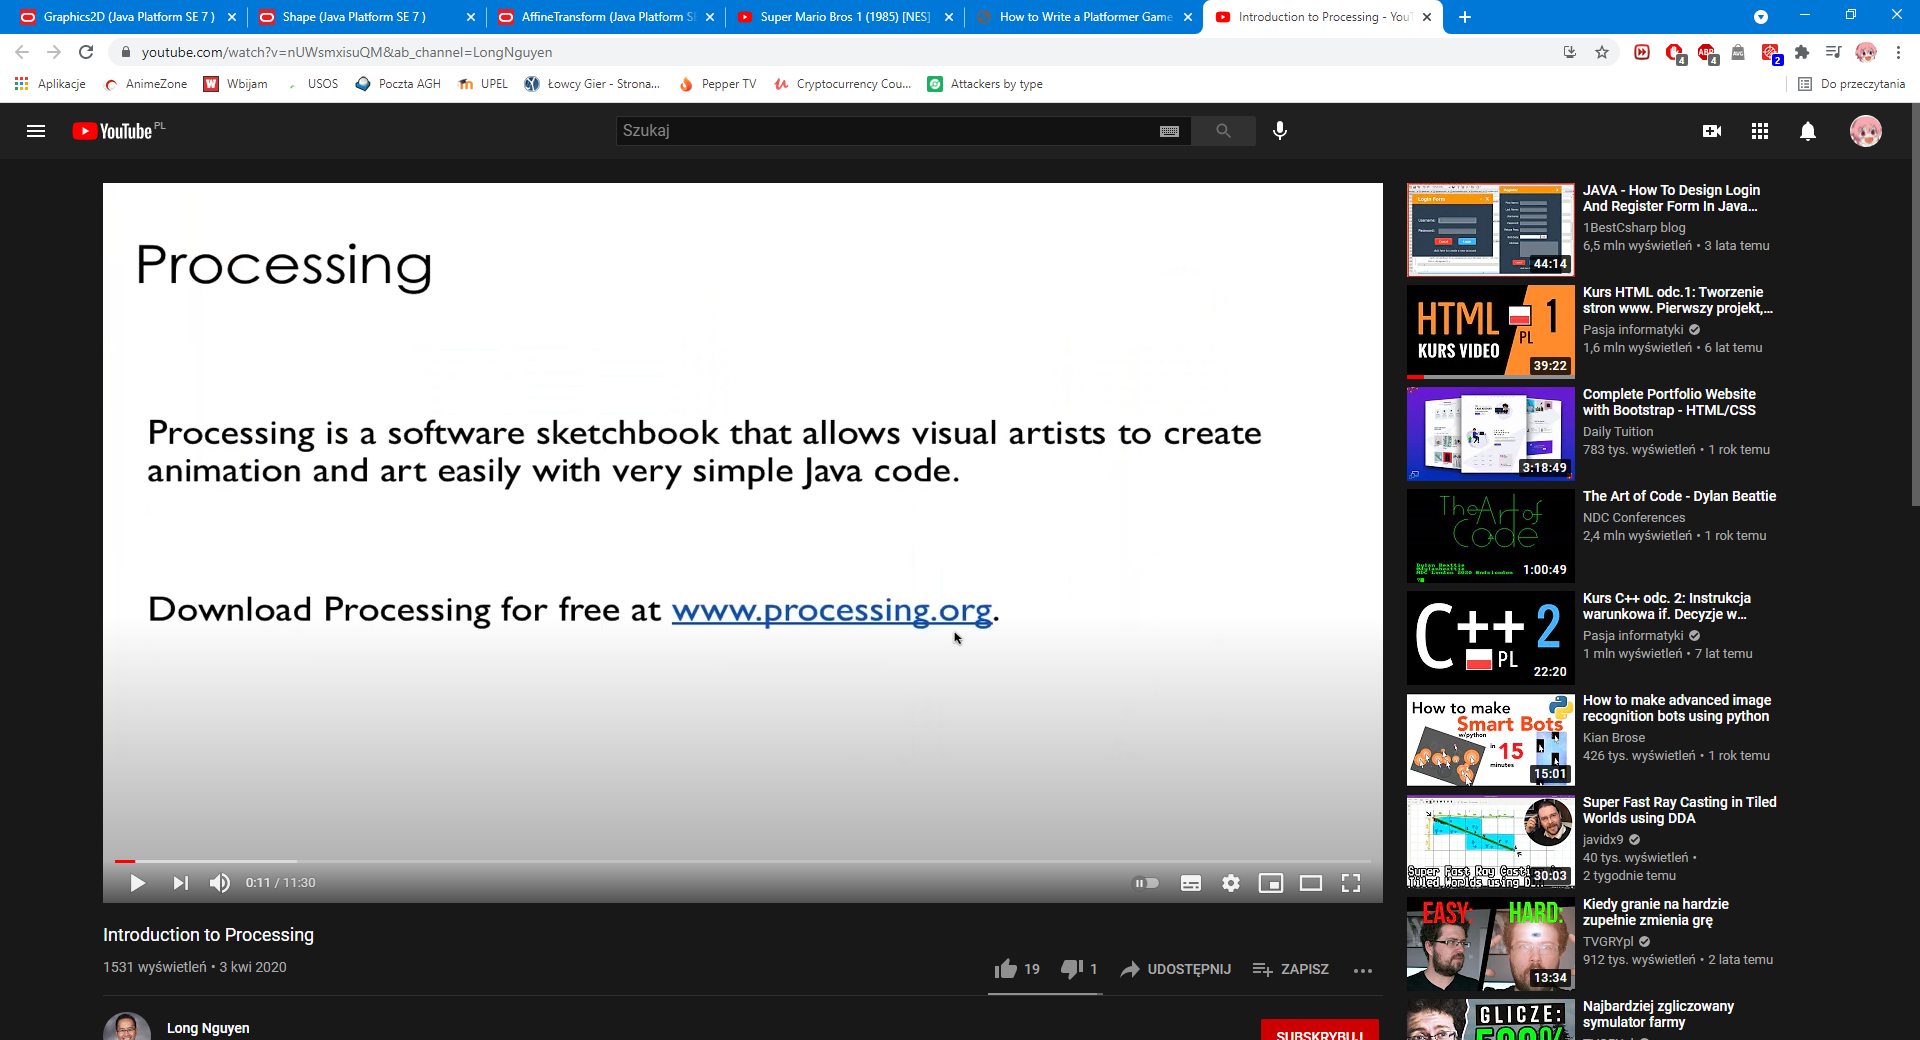 Graphics2D (Java Platform SE 7 )
Shape (Java Platform SE 7 )
AffineTransform (Java Platform SE
Super Mario Bros 1 (1985) [NES]
How to Write a Platformer Game
Introduction to Processing - YouT
youtube.com/watch?v=nUWsmxisuQM&ab_channel=LongNguyen
4
ABP
4
AVG
2
Aplikacje
AnimeZone
W Wbijam
USOS
Poczta AGH
UPEL
Łowcy Gier - Strona...
Pepper TV
Cryptocurrency Cou...
Attackers by type
Do przeczytania
YouTube PL
Szukaj
Processing
Processing is a software sketchbook that allows visual artists to create
animation and art easily with very simple Java code.
Download Processing for free at www.processing.org.
0:11 / 11:30
Introduction to Processing
1531 wyświetleń • 3 kwi 2020
19
1
UDOSTĘPNIJ
ZAPISZ
Long Nguyen
SUBSKRYBUJ
Login Form
44:14
JAVA - How To Design Login
And Register Form In Java...
1BestCsharp blog
6,5 mln wyświetleń • 3 lata temu
HTML 1
PL
KURS VIDEO
39:22
Kurs HTML odc.1: Tworzenie
stron www. Pierwszy projekt,...
Pasja informatyki
1,6 mln wyświetleń • 6 lat temu
3:18:49
Complete Portfolio Website
with Bootstrap - HTML/CSS
Daily Tuition
783 tys. wyświetleń • 1 rok temu
The Art of
Code
Dylan Beattie
1:00:49
The Art of Code - Dylan Beattie
NDC Conferences
2,4 mln wyświetleń • 1 rok temu
C++ 2
PL
22:20
Kurs C++ odc. 2: Instrukcja
warunkowa if. Decyzje w...
Pasja informatyki
1 mln wyświetleń • 7 lat temu
How to make
Smart Bots
w/python
in 15
minutes
15:01
How to make advanced image
recognition bots using python
Kian Brose
426 tys. wyświetleń • 1 rok temu
Super Fast Ray Casti
Tiled Worlds using D
30:03
Super Fast Ray Casting in Tiled
Worlds using DDA
javidx9
40 tys. wyświetleń •
2 tygodnie temu
EASY: HARD:
13:34
Kiedy granie na hardzie
zupełnie zmienia grę
TVGRYpl
912 tys. wyświetleń • 2 lata temu
GLICZE:
Najbardziej zgliczowany
symulator farmy